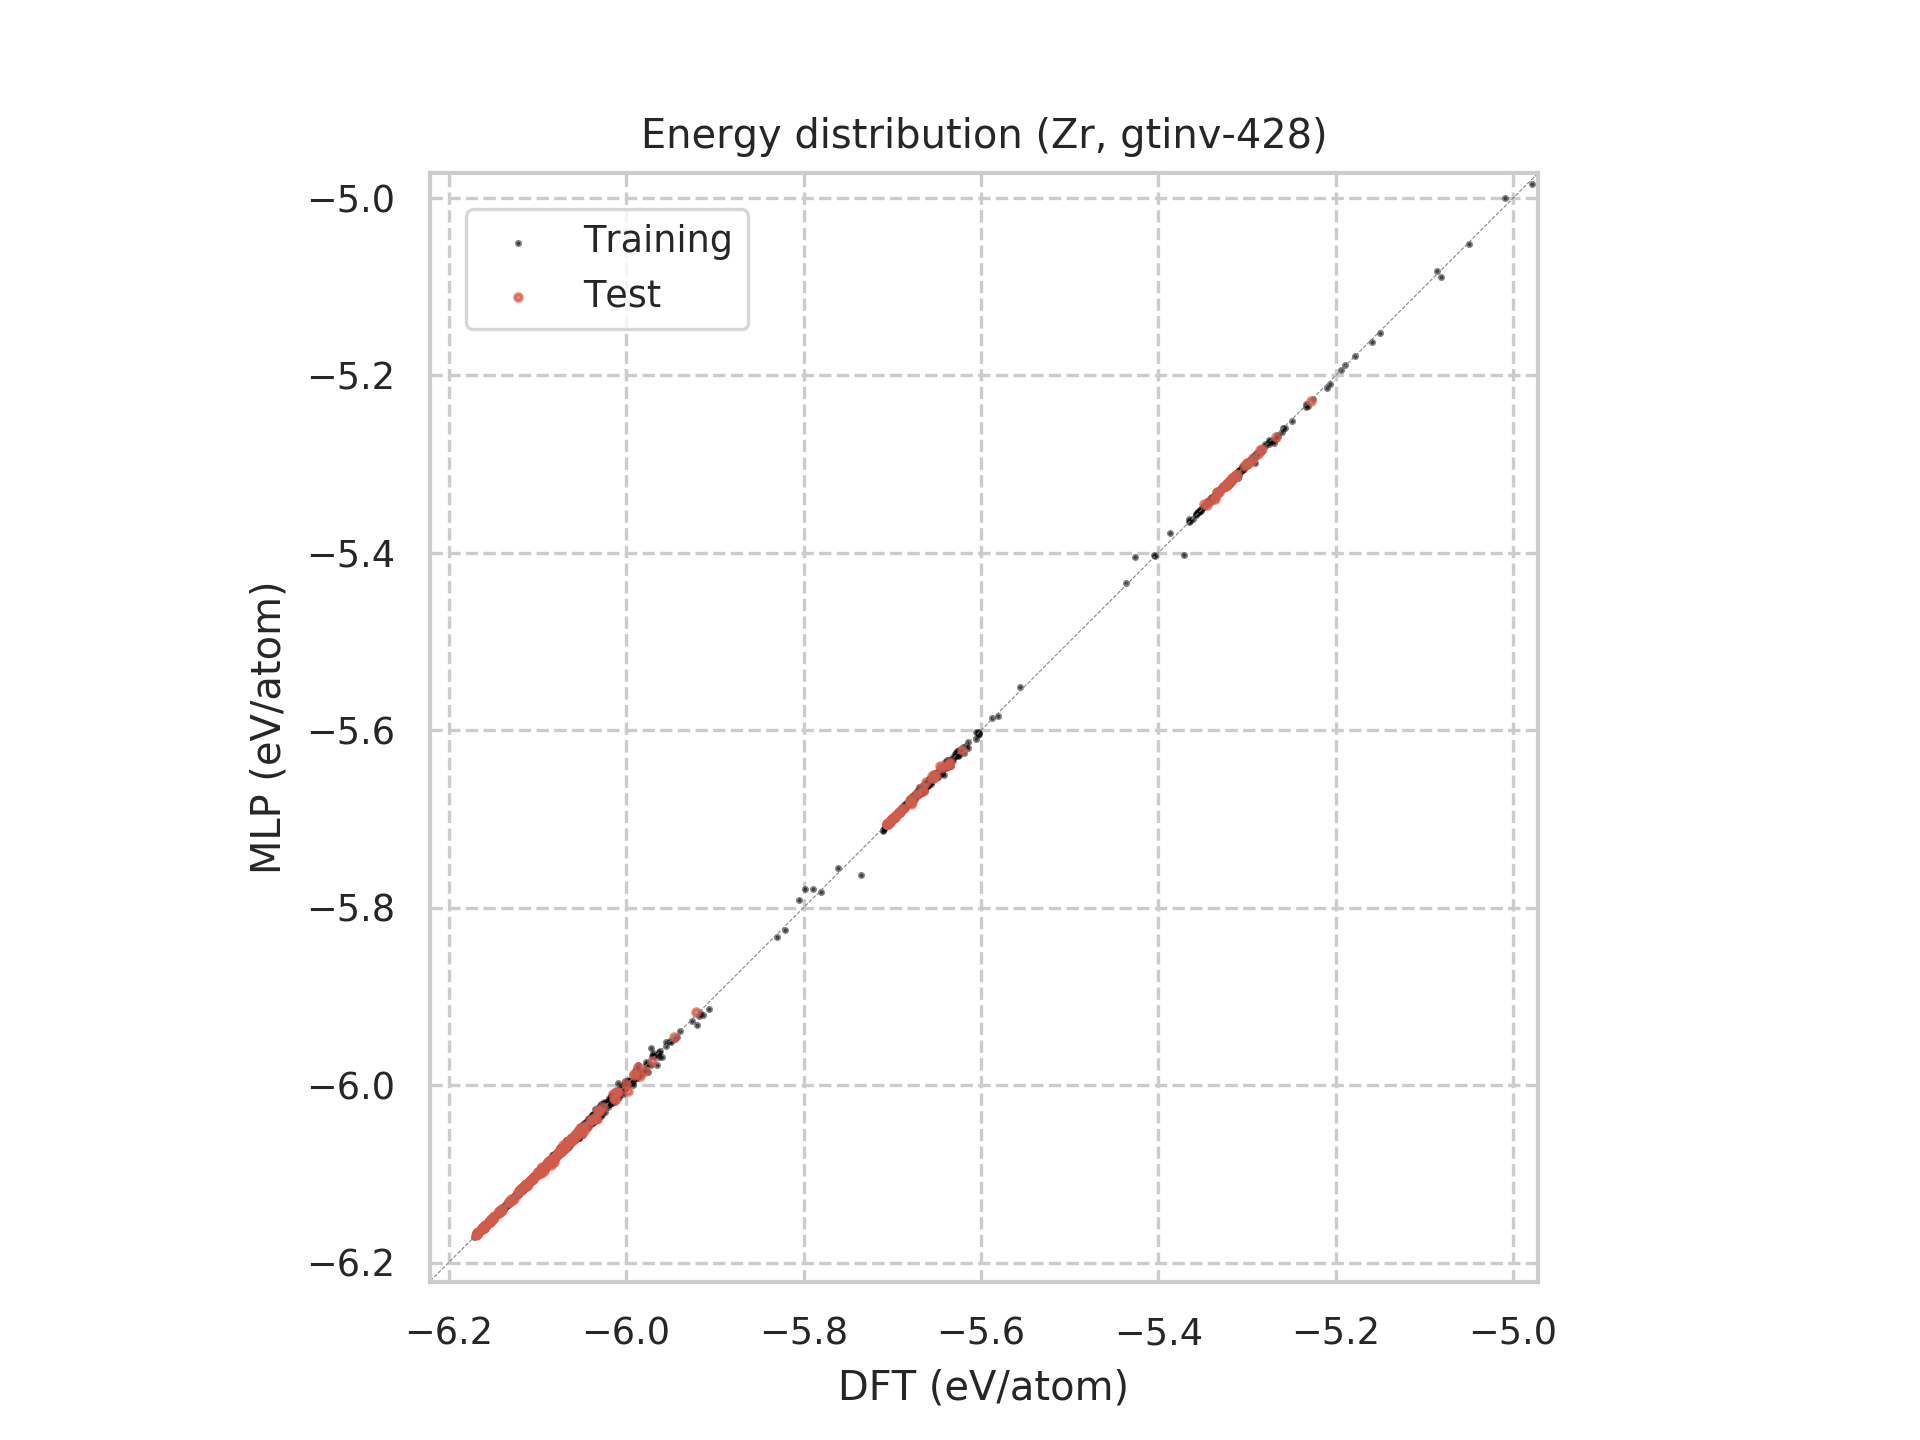 Energy distribution (Zr, gtinv-428)
Training
Test
MLP (eV/atom)
−5.0
−5.2
−5.4
−5.6
−5.8
−6.0
−6.2
−6.2 −6.0 −5.8 −5.6 −5.4 −5.2 −5.0
DFT (eV/atom)